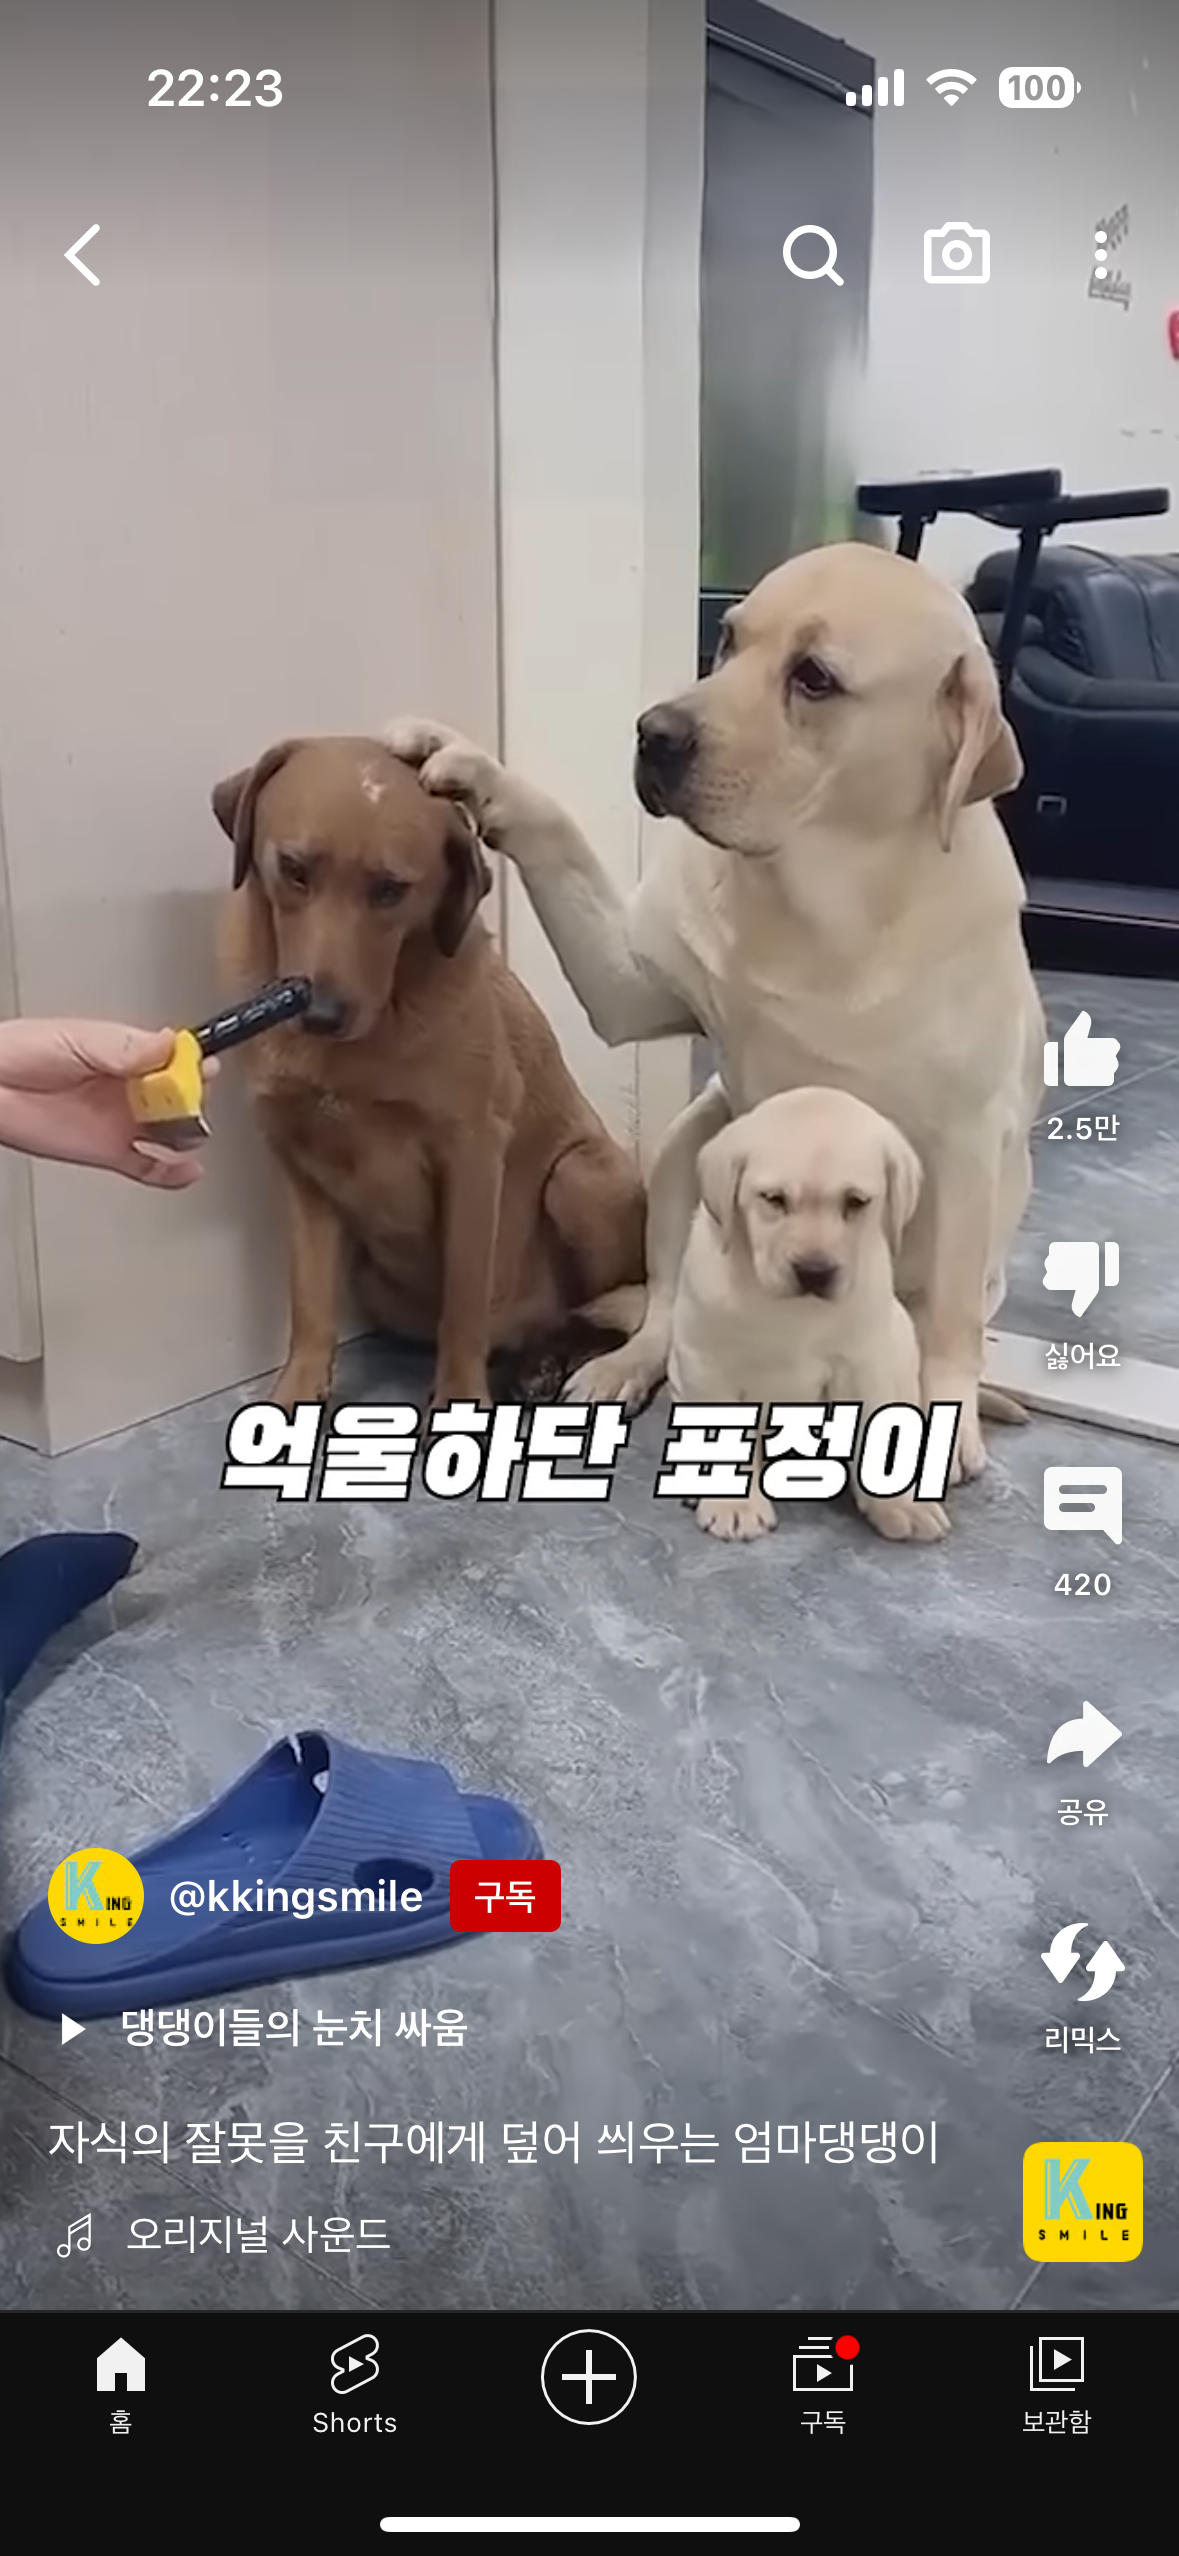 22:23
100
억울하단 표정이
2.5만
싫어요
420
공유
리믹스
KING
SMILE
@kkingsmile
구독
댕댕이들의 눈치 싸움
자식의 잘못을 친구에게 덮어 씌우는 엄마댕댕이
오리지널 사운드
KING
SMILE
홈
Shorts
구독
보관함